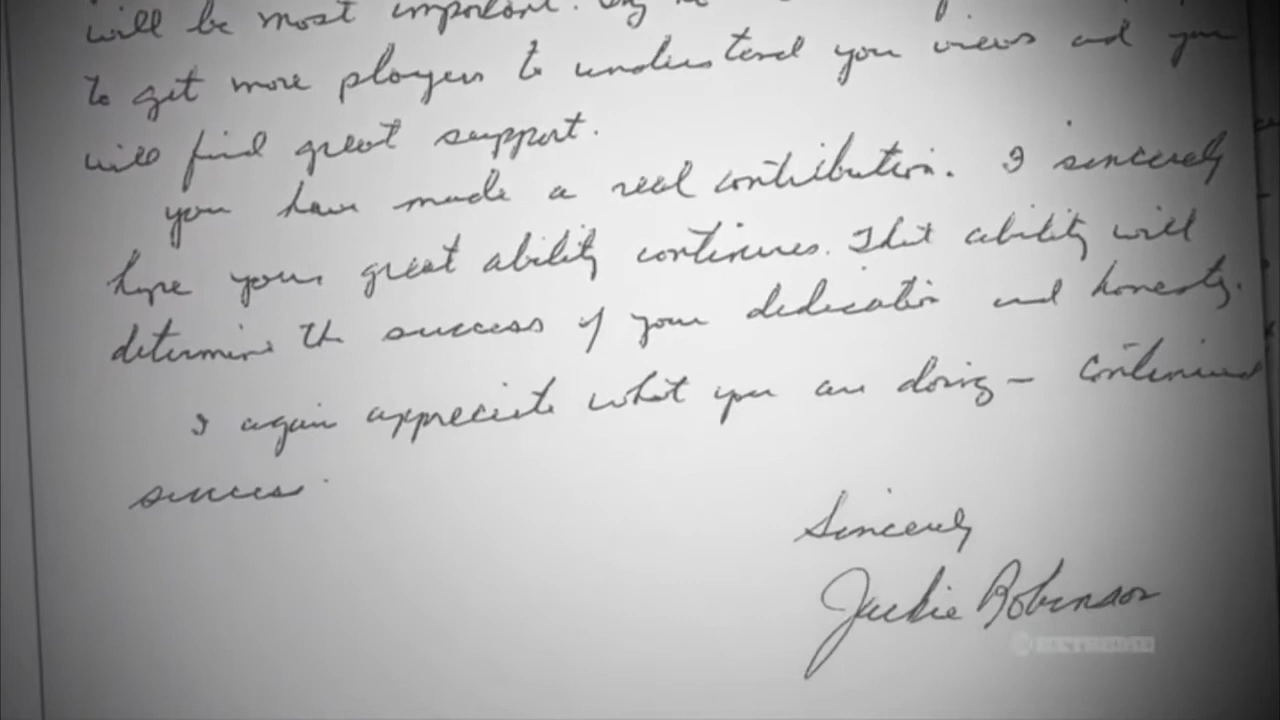 will be most important. Try
to get more players to understand you views and you
will find great support.
you have made a real contribution. I sincerely
hope your great ability continues. That ability will
determine the success of your dedication and honesty.
I again appreciate what you are doing – continued
success.
Sincerely
Jackie Robinson